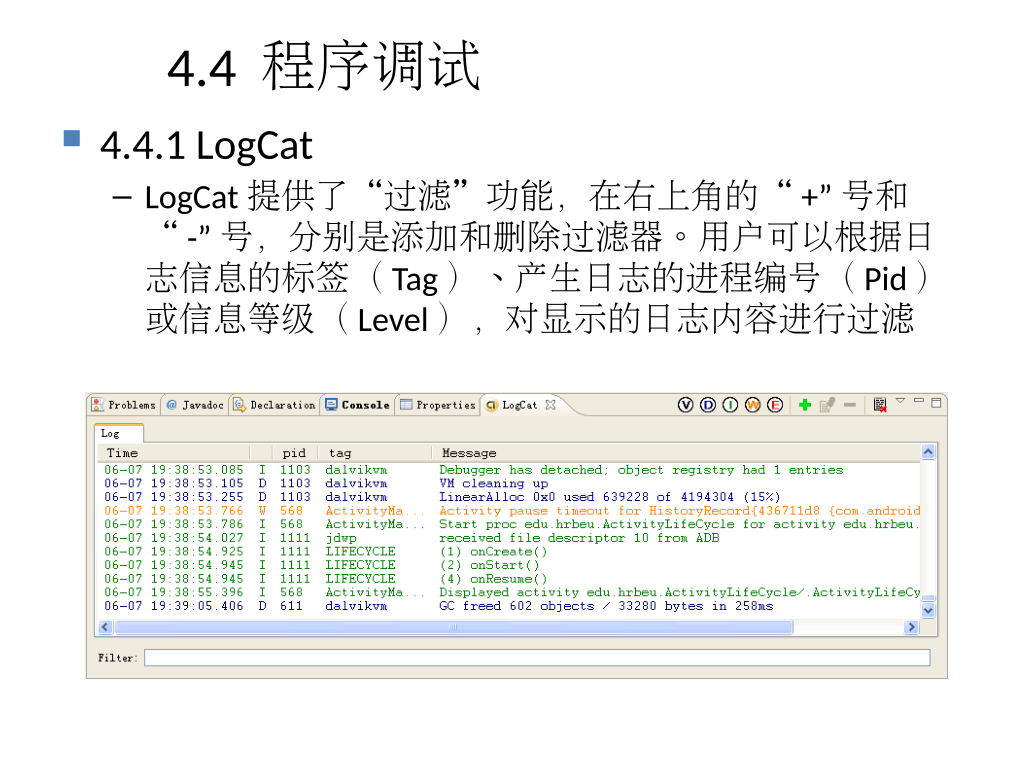 4.4 程序调试
4.4.1 LogCat
– LogCat 提供了“过滤”功能，在右上角的“ +” 号和
“ -” 号，分别是添加和删除过滤器。用户可以根据日
志信息的标签（ Tag ）、产生日志的进程编号（ Pid ）
或信息等级（ Level ），对显示的日志内容进行过滤
Problems @ Javadoc Declaration Console Properties LogCat V D I W E
Log
Time pid tag Message
06-07 19:38:53.085 I 1103 dalvikvm Debugger has detached; object registry had 1 entries
06-07 19:38:53.105 D 1103 dalvikvm VM cleaning up
06-07 19:38:53.255 D 1103 dalvikvm LinearAlloc 0x0 used 639228 of 4194304 (15%)
06-07 19:38:53.766 W 568 ActivityMa... Activity pause timeout for HistoryRecord{436711d8 {com.android
06-07 19:38:53.786 I 568 ActivityMa... Start proc edu.hrbeu.ActivityLifeCycle for activity edu.hrbeu.
06-07 19:38:54.027 I 1111 jdwp received file descriptor 10 from ADB
06-07 19:38:54.925 I 1111 LIFECYCLE (1) onCreate()
06-07 19:38:54.945 I 1111 LIFECYCLE (2) onStart()
06-07 19:38:54.945 I 1111 LIFECYCLE (4) onResume()
06-07 19:38:55.396 I 568 ActivityMa... Displayed activity edu.hrbeu.ActivityLifeCycle/.ActivityLifeCy
06-07 19:39:05.406 D 611 dalvikvm GC freed 602 objects / 33280 bytes in 258ms
Filter: